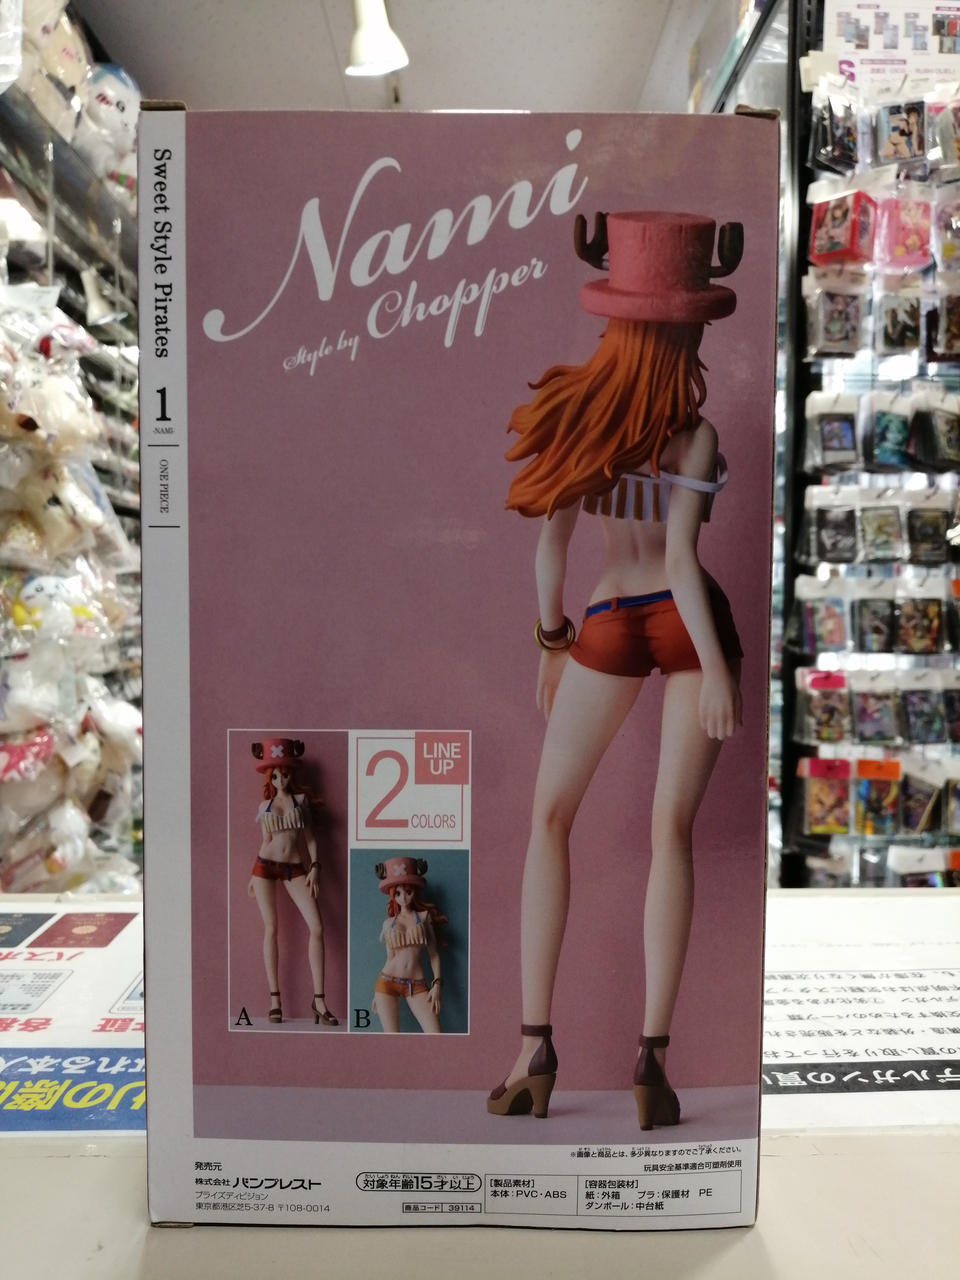 Sweet Style Pirates
1
-NAMI-
ONE PIECE
Nami
Style by Chopper
2
LINE
UP
COLORS
A
B
※画像と商品とは、多少異なりますのでご了承ください。
玩具安全基準適合可塑剤使用
発売元
株式会社バンプレスト
プライズディビジョン
東京都港区芝5-37-8 〒108-0014
対象年齢15才以上
商品コード 39114
[製品素材]
本体：PVC・ABS
[容器包装材]
紙：外箱 プラ：保護材 PE
ダンボール：中台紙